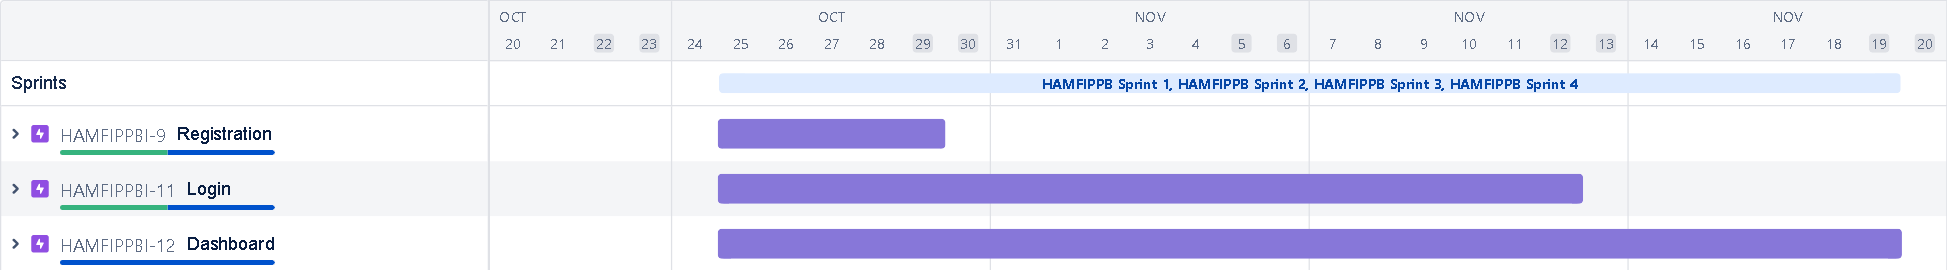 OCT OCT NOV NOV NOV
20 21 22 23 24 25 26 27 28 29 30 31 1 2 3 4 5 6 7 8 9 10 11 12 13 14 15 16 17 18 19 20
Sprints HAMFIPPB Sprint 1, HAMFIPPB Sprint 2, HAMFIPPB Sprint 3, HAMFIPPB Sprint 4
HAMFIPPBI-9 Registration
HAMFIPPBI-11 Login
HAMFIPPBI-12 Dashboard